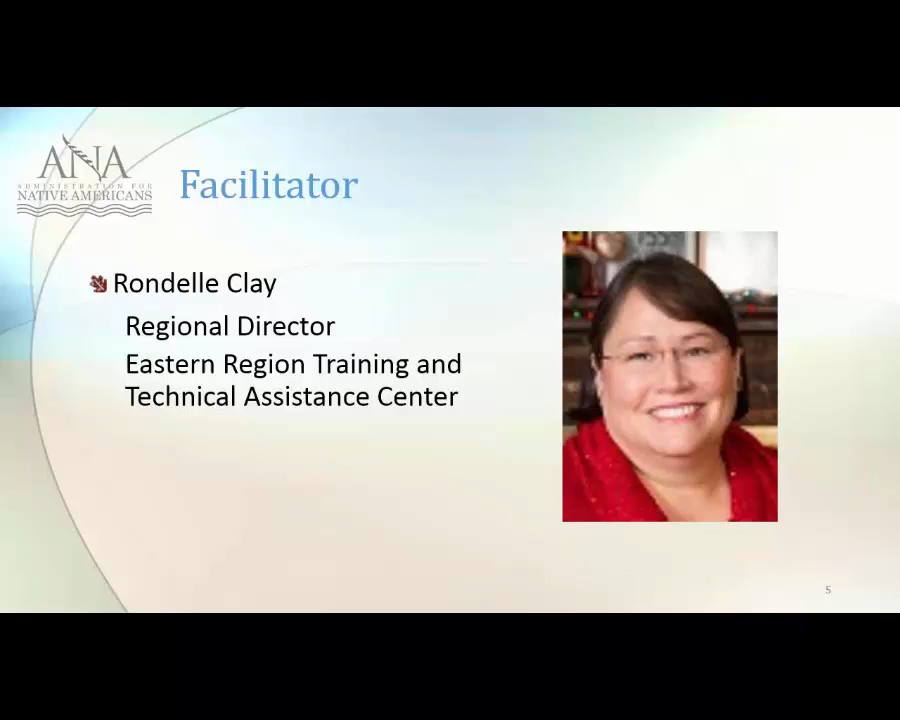 ANA
ADMINISTRATION FOR
NATIVE AMERICANS
Facilitator
Rondelle Clay
Regional Director
Eastern Region Training and
Technical Assistance Center
5